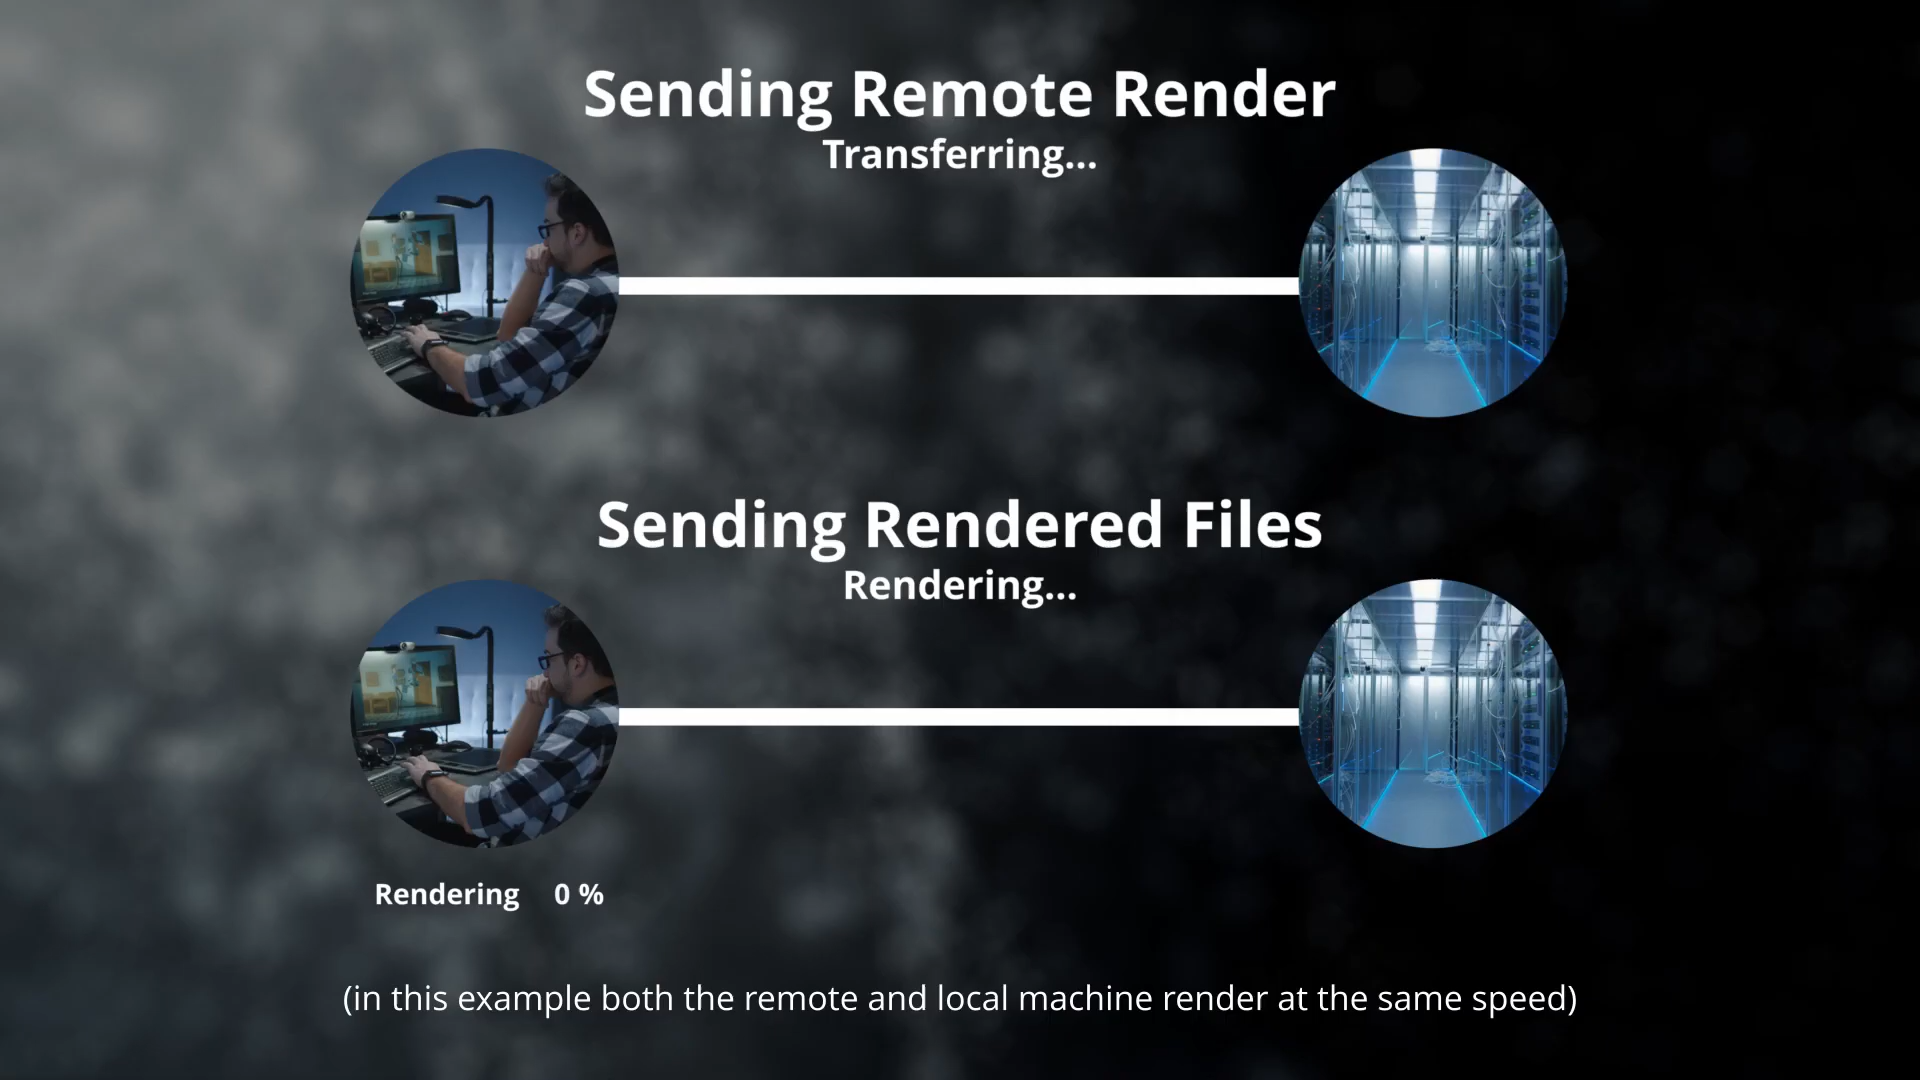 Sending Remote Render
Transferring...
Sending Rendered Files
Rendering...
Rendering 0 %
(in this example both the remote and local machine render at the same speed)